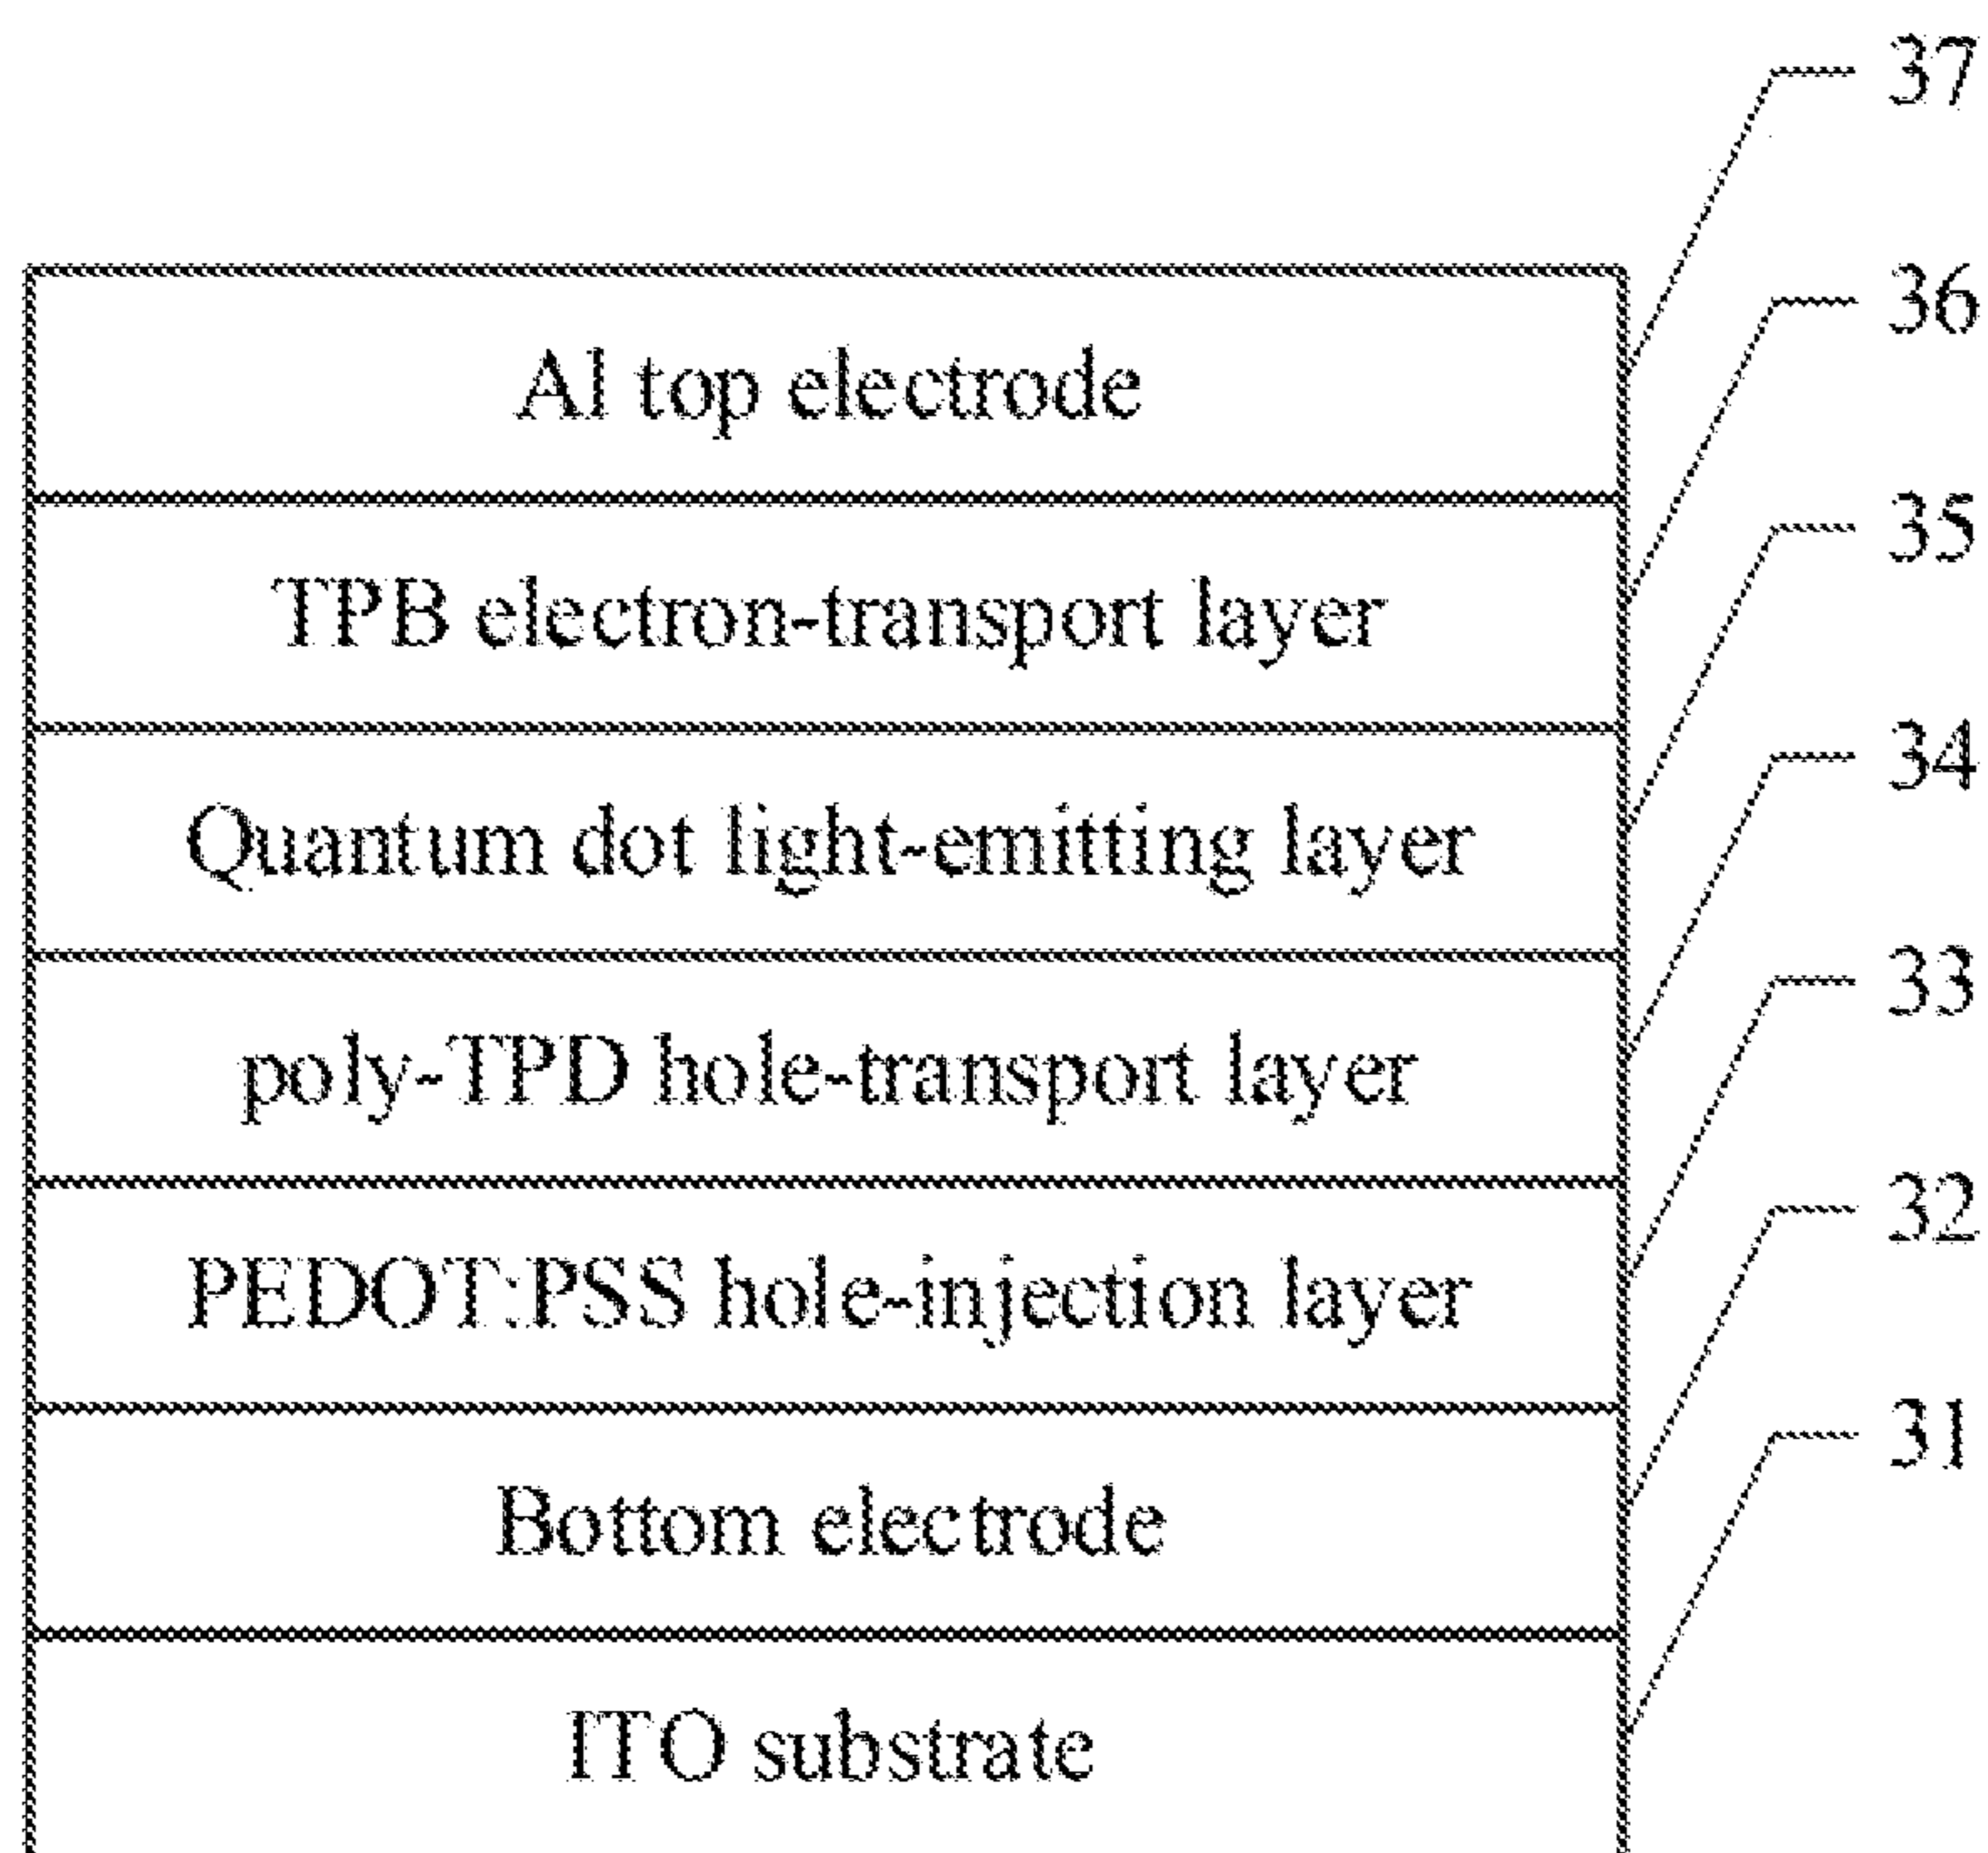 37
36
Al top electrode
35
TPB electron-transport layer
34
Quantum dot light-emitting layer
33
poly-TPD hole-transport layer
32
PEDOT:PSS hole-injection layer
31
Bottom electrode
ITO substrate